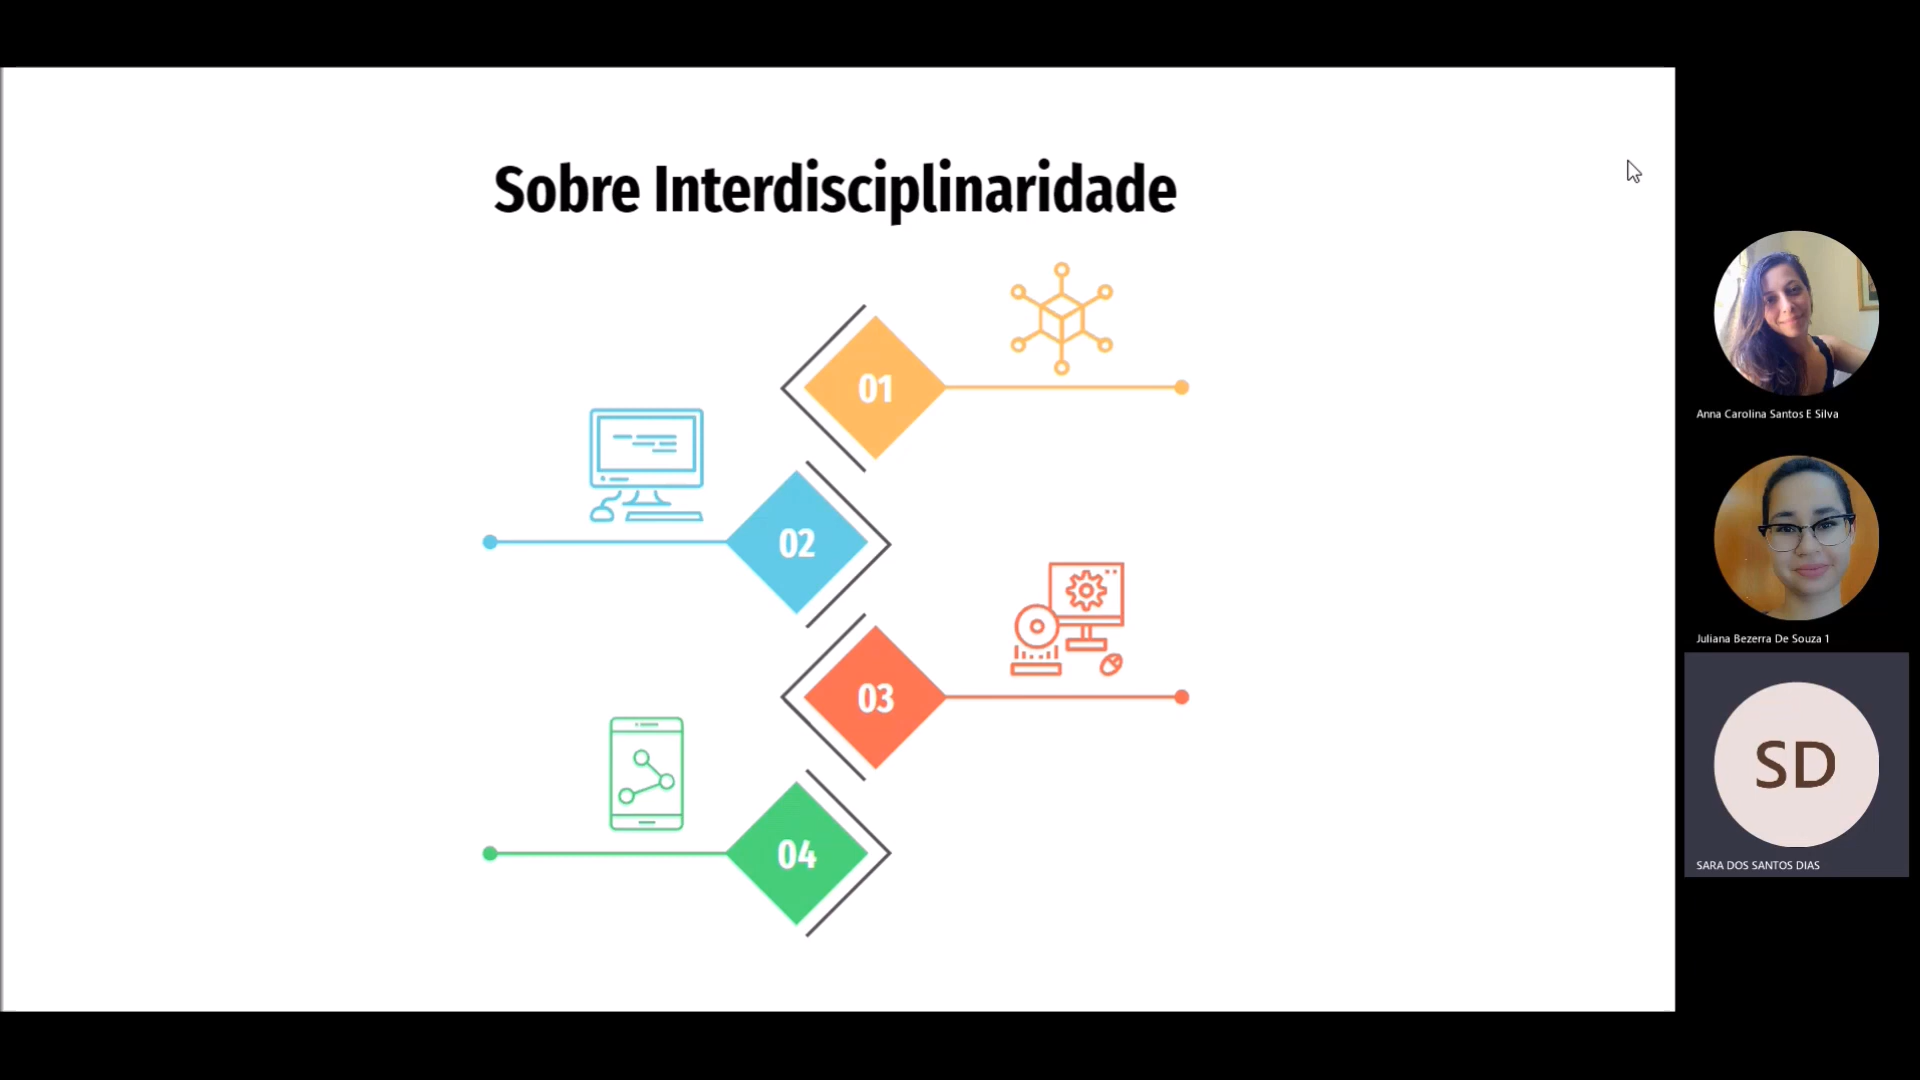 Sobre Interdisciplinaridade
01
02
03
04
Anna Carolina Santos E Silva
Juliana Bezerra De Souza 1
SD
SARA DOS SANTOS DIAS